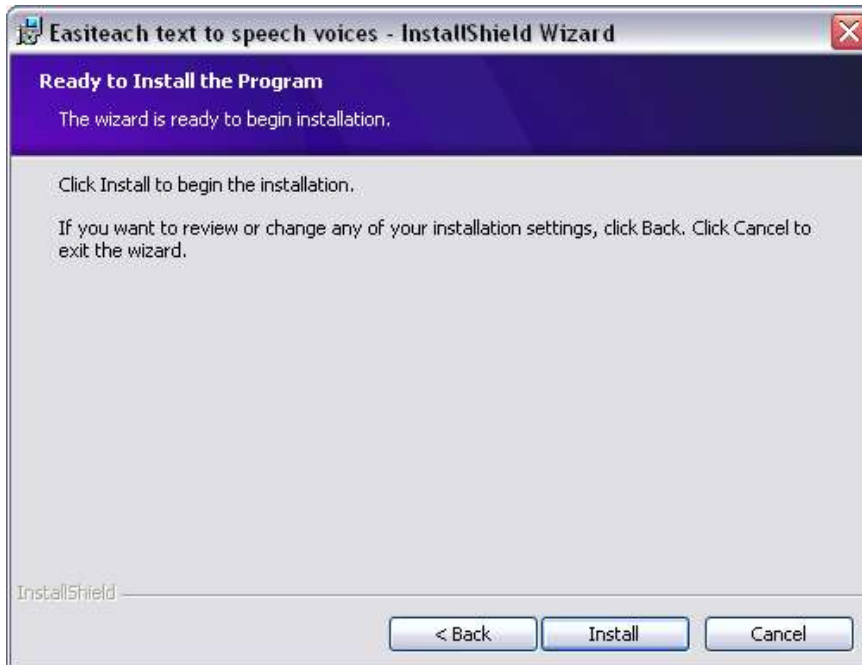 Easiteach text to speech voices - InstallShield Wizard
Ready to Install the Program
The wizard is ready to begin installation.
Click Install to begin the installation.
If you want to review or change any of your installation settings, click Back. Click Cancel to
exit the wizard.
InstallShield
< Back
Install
Cancel